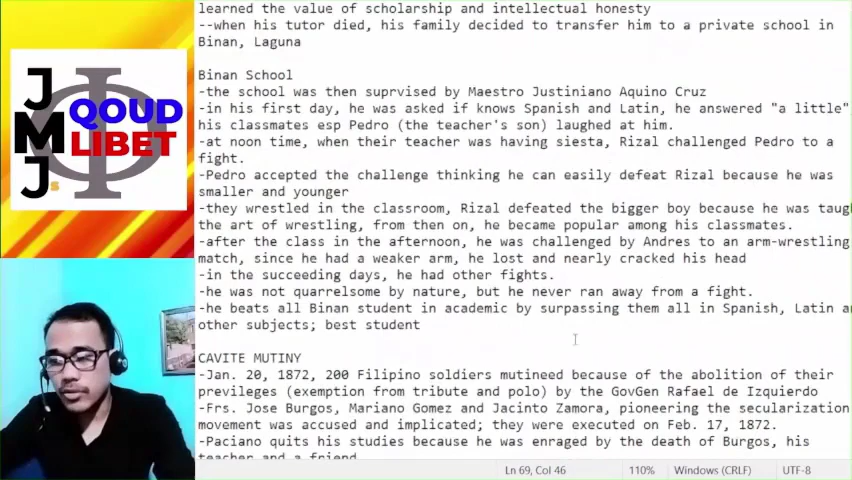 learned the value of scholarship and intellectual honesty
--when his tutor died, his family decided to transfer him to a private school in
Binan, Laguna
Binan School
-the school was then suprvised by Maestro Justiniano Aquino Cruz
-in his first day, he was asked if knows Spanish and Latin, he answered "a little"
his classmates esp Pedro (the teacher's son) laughed at him.
-at noon time, when their teacher was having siesta, Rizal challenged Pedro to a
fight.
-Pedro accepted the challenge thinking he can easily defeat Rizal because he was
smaller and younger
-they wrestled in the classroom, Rizal defeated the bigger boy because he was taug
the art of wrestling, from then on, he became popular among his classmates.
-after the class in the afternoon, he was challenged by Andres to an arm-wrestling
match, since he had a weaker arm, he lost and nearly cracked his head
-in the succeeding days, he had other fights.
-he was not quarrelsome by nature, but he never ran away from a fight.
-he beats all Binan student in academic by surpassing them all in Spanish, Latin a
other subjects; best student
CAVITE MUTINY
-Jan. 20, 1872, 200 Filipino soldiers mutineed because of the abolition of their
previleges (exemption from tribute and polo) by the GovGen Rafael de Izquierdo
-Frs. Jose Burgos, Mariano Gomez and Jacinto Zamora, pioneering the secularization
movement was accused and implicated; they were executed on Feb. 17, 1872.
-Paciano quits his studies because he was enraged by the death of Burgos, his
teacher and a friend
Ln 69, Col 46 110% Windows (CRLF) UTF-8
JMJs
QOUD
LIBET